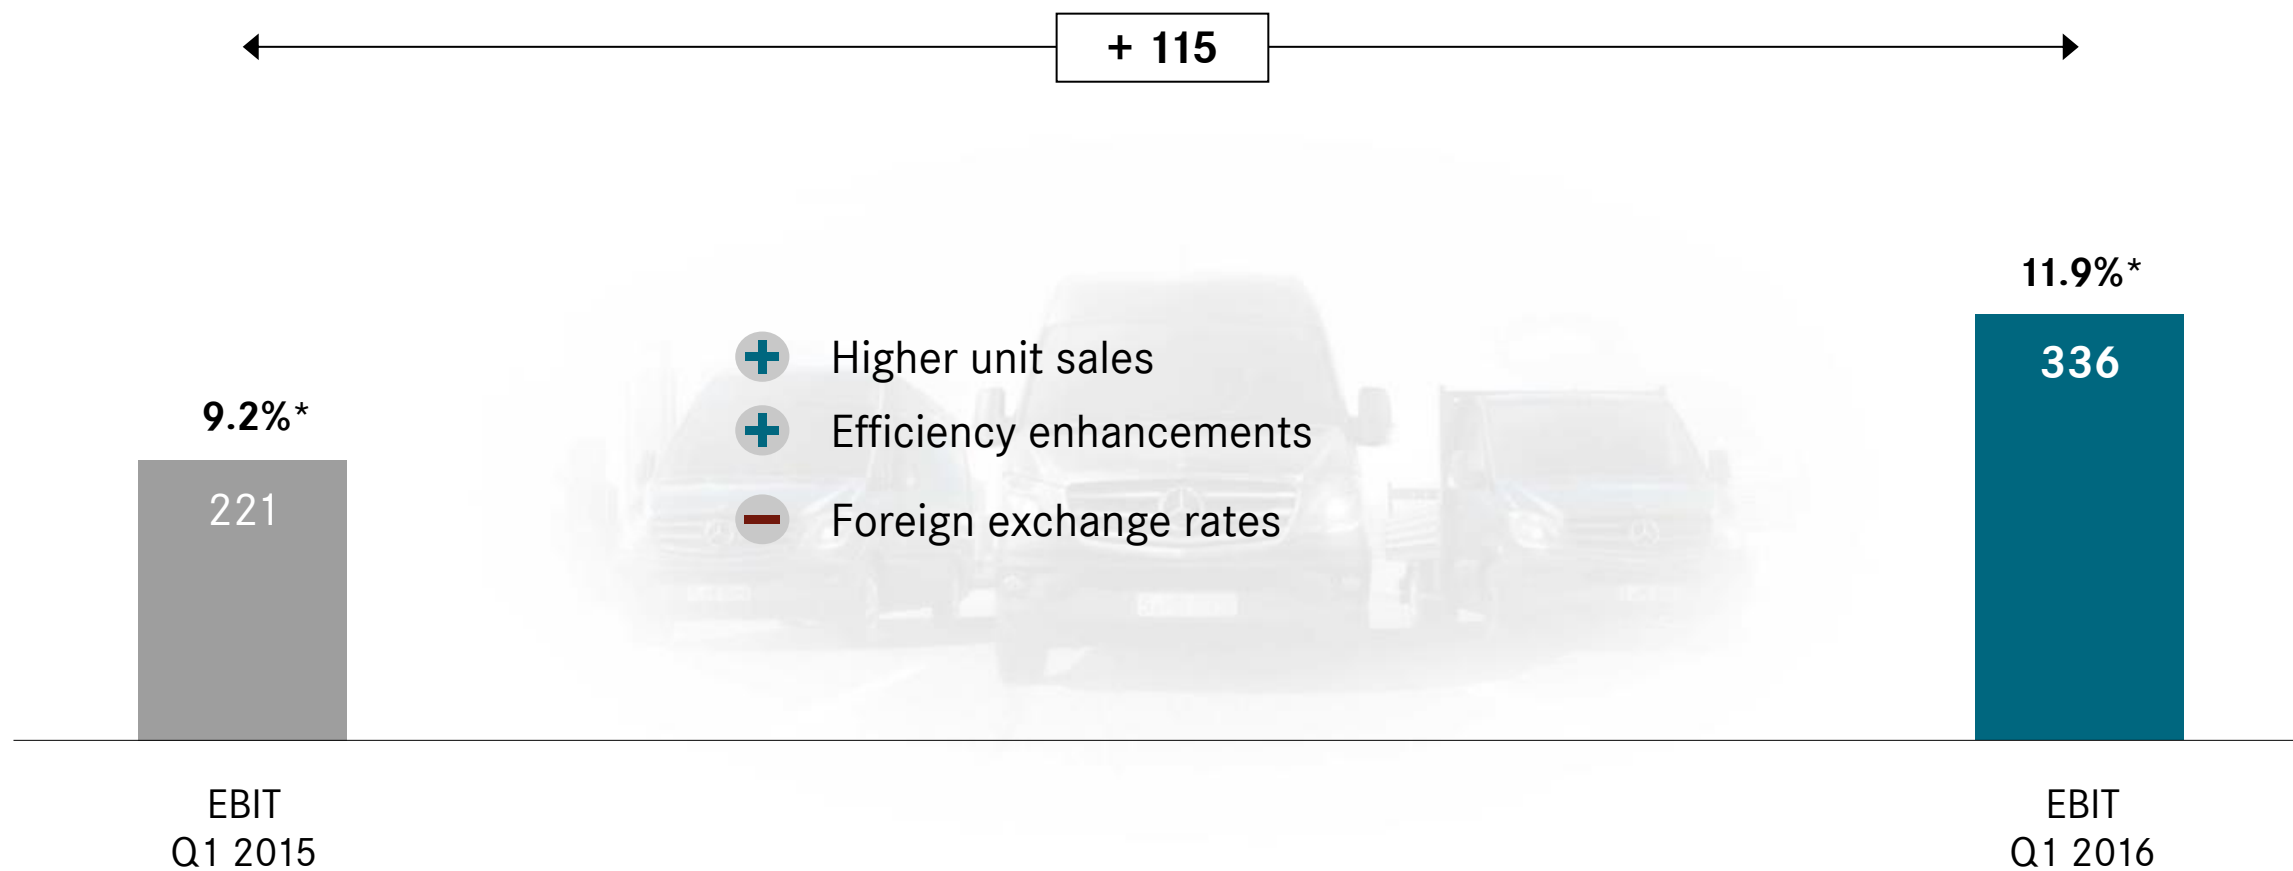 + 115
11.9%*
336
9.2%*
221
Higher unit sales
Efficiency enhancements
Foreign exchange rates
EBIT
Q1 2015
EBIT
Q1 2016